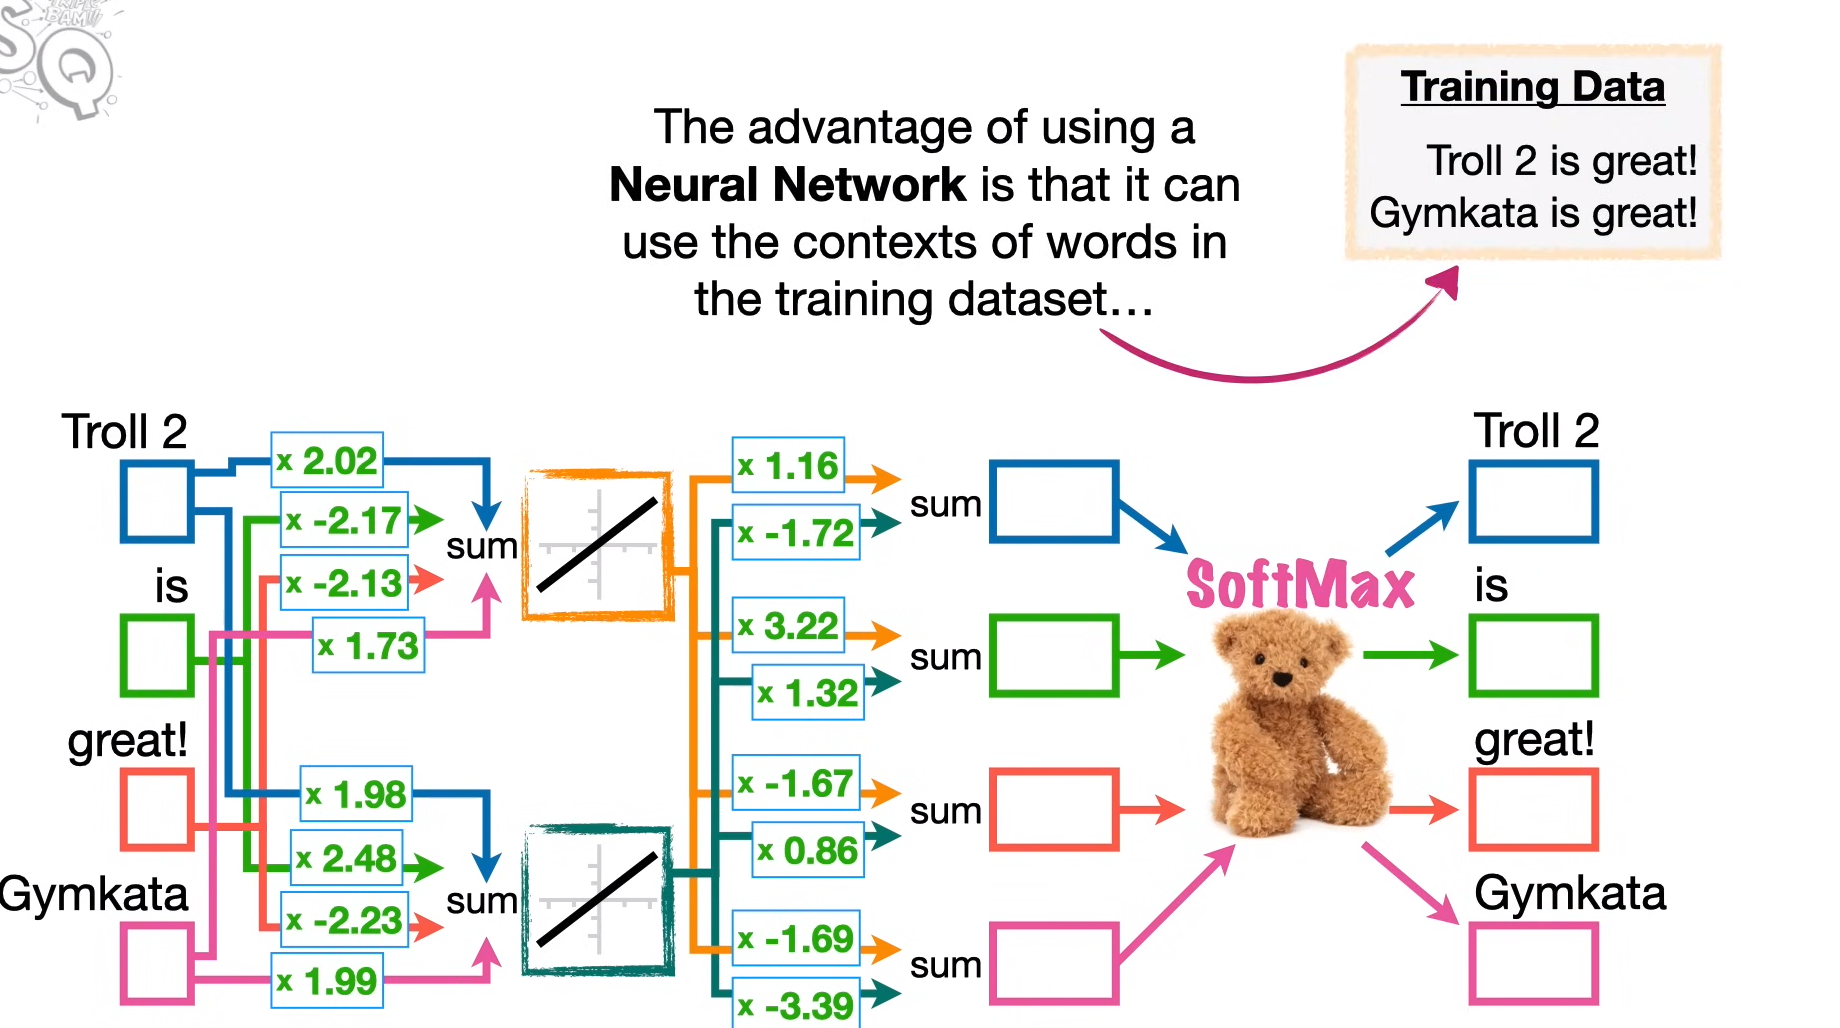 TRIPLE
BAM!!!
SQ
The advantage of using a
Neural Network is that it can
use the contexts of words in
the training dataset…
Training Data
Troll 2 is great!
Gymkata is great!
Troll 2
is
great!
Gymkata
x 2.02
x -2.17
x -2.13
x 1.73
sum
x 1.98
x 2.48
x -2.23
x 1.99
sum
x 1.16
x -1.72
sum
x 3.22
x 1.32
sum
x -1.67
x 0.86
sum
x -1.69
x -3.39
sum
SoftMax
Troll 2
is
great!
Gymkata